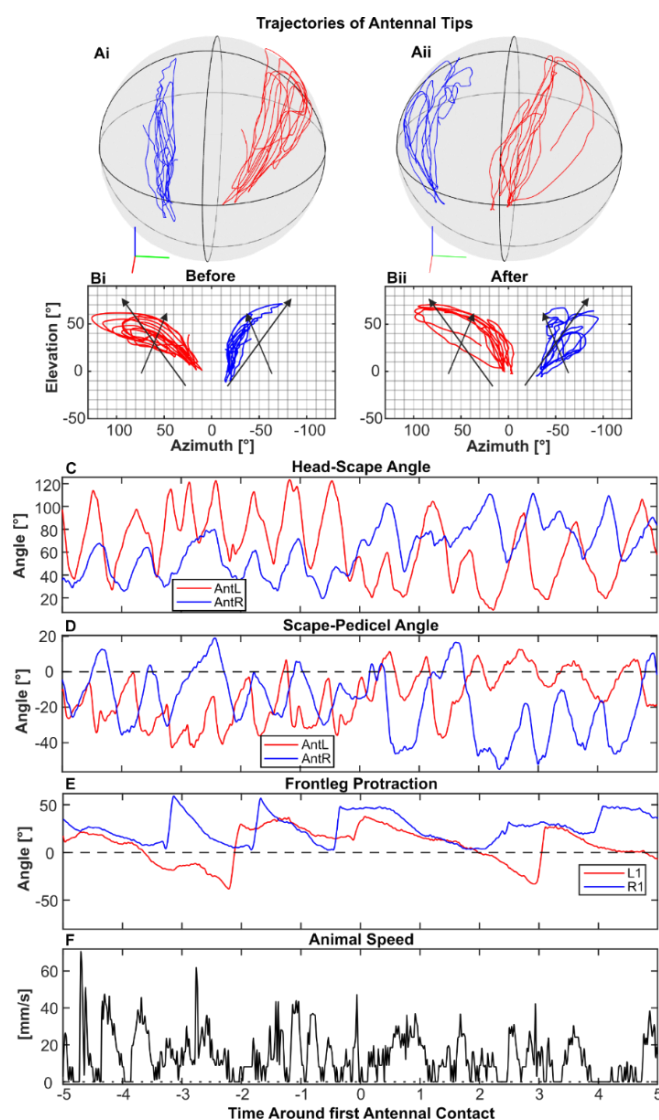 Trajectories of Antennal Tips
Ai
Aii
Bi
Before
Bii
After
Elevation [°]
50
0
-50
100
50
0
-50
-100
Azimuth [°]
50
0
-50
100
50
0
-50
-100
Azimuth [°]
C
Head-Scape Angle
Angle [°]
120
100
80
60
40
20
AntL
AntR
D
Scape-Pedicel Angle
Angle [°]
20
0
-20
-40
AntL
AntR
E
Frontleg Protraction
Angle [°]
50
0
-50
L1
R1
F
Animal Speed
[mm/s]
60
40
20
0
-5
-4
-3
-2
-1
0
1
2
3
4
5
Time Around first Antennal Contact